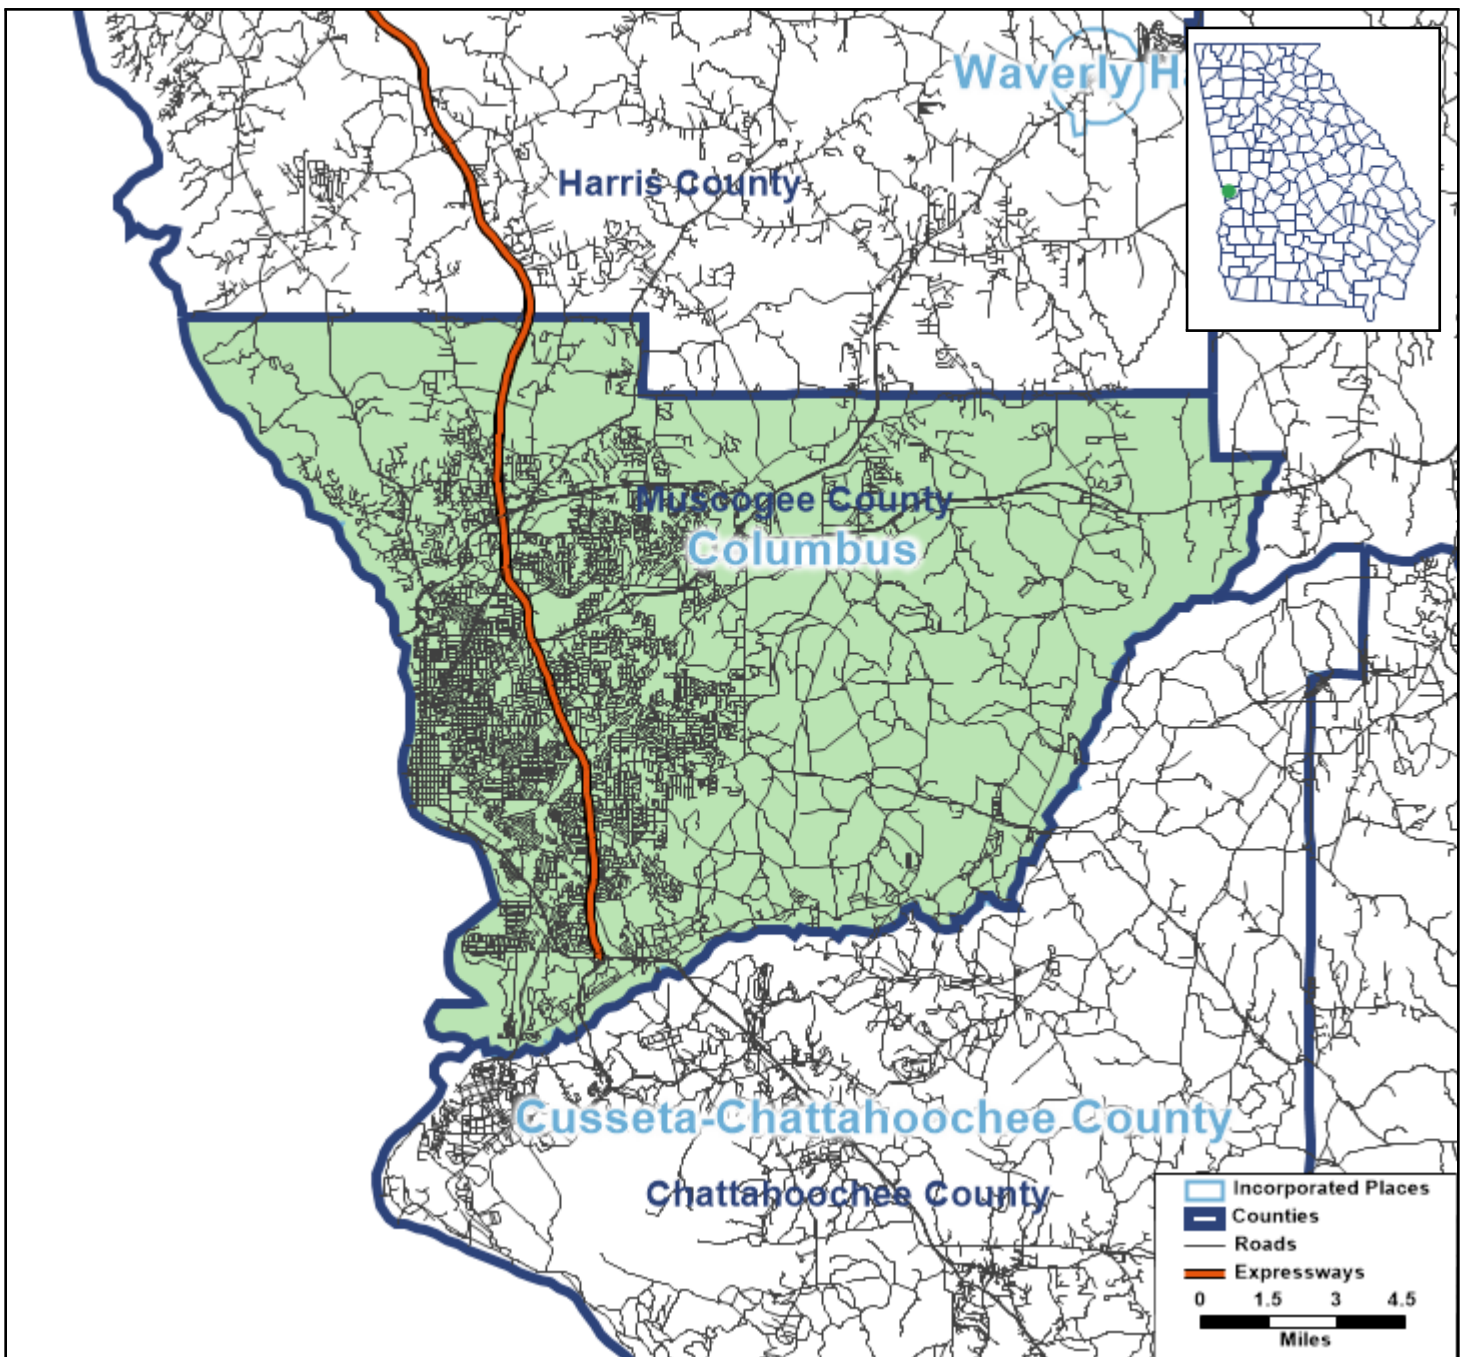 Waverly H
Harris County
Muscogee County
Columbus
Cusseta-Chattahoochee County
Chattahoochee County
Incorporated Places
Counties
Roads
Expressways
0 1.5 3 4.5
Miles